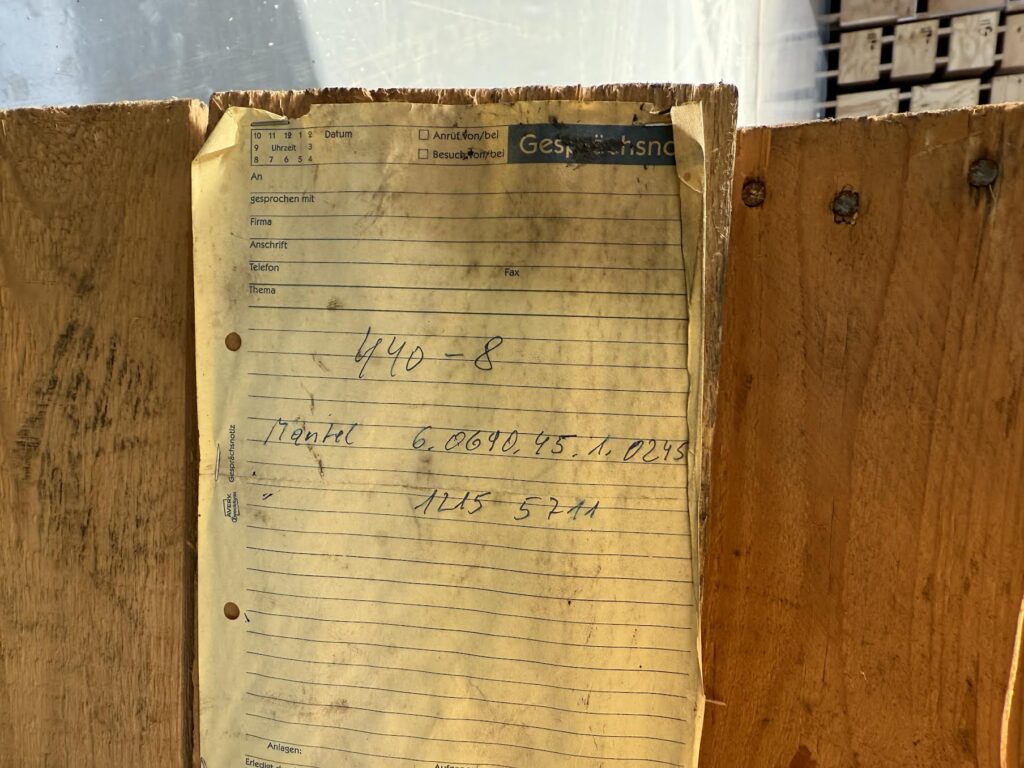 10 11 12 1 2 Datum Anruf von/bei Gesprächsno
9 Uhrzeit 3
8 7 6 5 4 Besuch von/bei
An
gesprochen mit
Firma
Anschrift
Telefon Fax
Thema
440-8
Mantel 6.0690.45.1.0245
" 1215 5711
Gesprächsnotiz
Anlagen: